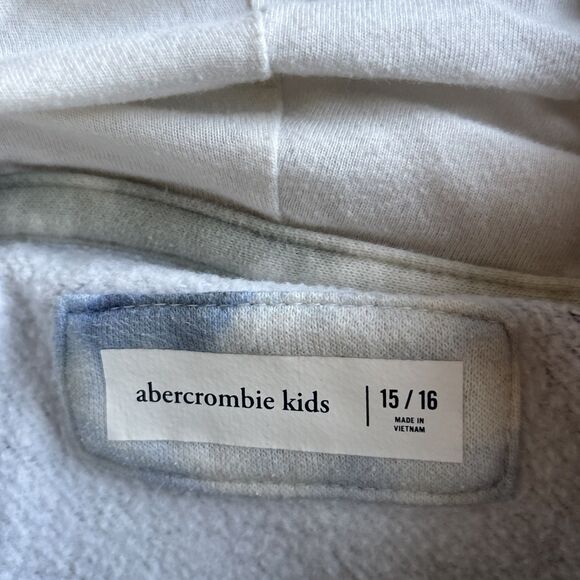 abercrombie kids | 15 / 16
MADE IN
VIETNAM